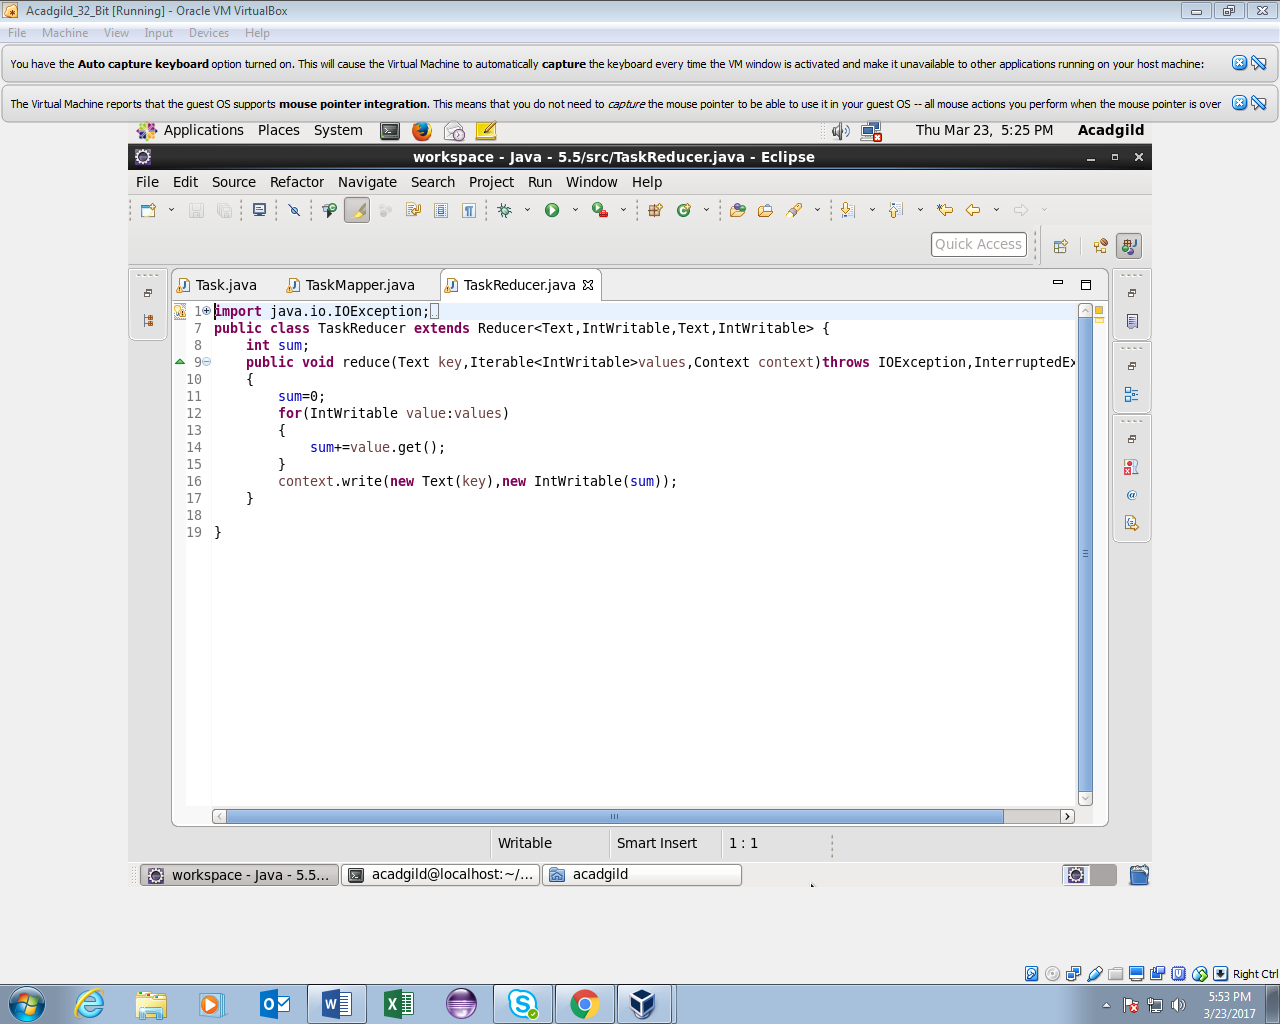 Acadgild_32_Bit [Running] - Oracle VM VirtualBox
File Machine View Input Devices Help
You have the Auto capture keyboard option turned on. This will cause the Virtual Machine to automatically capture the keyboard every time the VM window is activated and make it unavailable to other applications running on your host machine:
The Virtual Machine reports that the guest OS supports mouse pointer integration. This means that you do not need to capture the mouse pointer to be able to use it in your guest OS -- all mouse actions you perform when the mouse pointer is over
Applications Places System Thu Mar 23, 5:25 PM Acadgild
workspace - Java - 5.5/src/TaskReducer.java - Eclipse
File Edit Source Refactor Navigate Search Project Run Window Help
Quick Access
Task.java TaskMapper.java TaskReducer.java
1 import java.io.IOException;
7 public class TaskReducer extends Reducer<Text,IntWritable,Text,IntWritable> {
8 int sum;
9 public void reduce(Text key,Iterable<IntWritable>values,Context context)throws IOException,InterruptedEx
10 {
11 sum=0;
12 for(IntWritable value:values)
13 {
14 sum+=value.get();
15 }
16 context.write(new Text(key),new IntWritable(sum));
17 }
18
19 }
Writable Smart Insert 1 : 1
workspace - Java - 5.5... acadgild@localhost:~/... acadgild
Right Ctrl
5:53 PM
3/23/2017